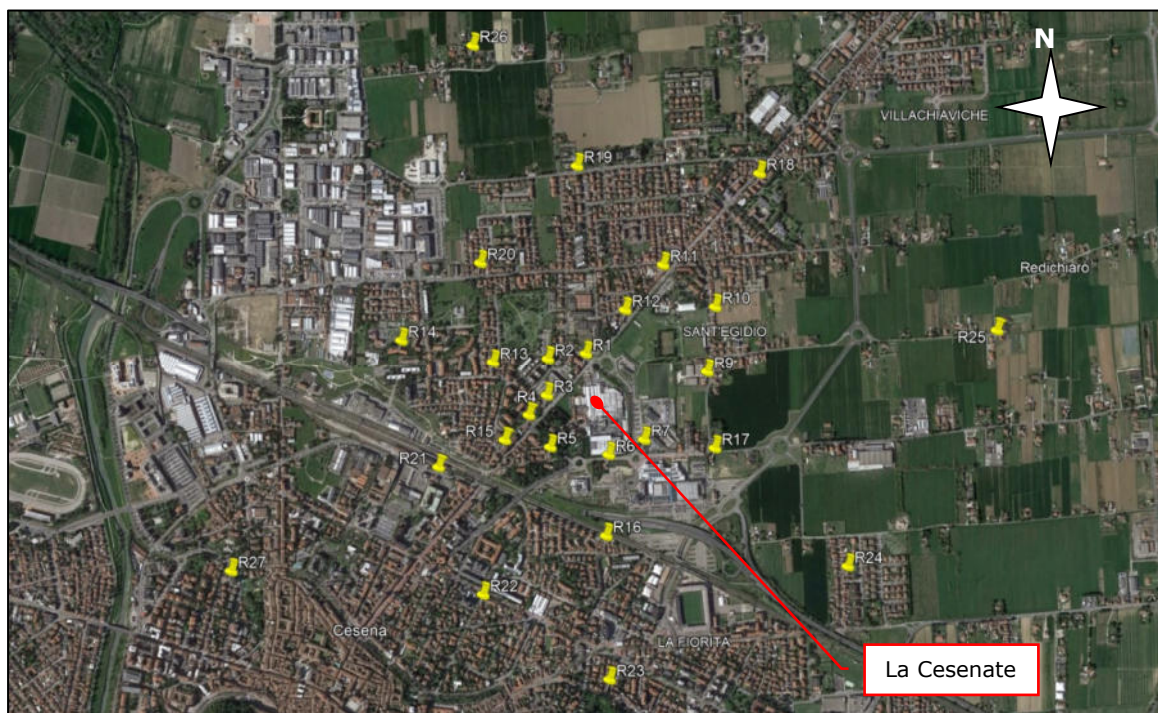 R26
N
VILLACHIAVICHE
R19
R18
R20
R11
Redichiaro
R12
R10
SANT'EGIDIO
R25
R14
R13
R2
R1
R9
R3
R4
R15
R5
R6
R7
R17
R21
R16
R27
R22
R24
Cesena
LA FIORITA
R23
La Cesenate